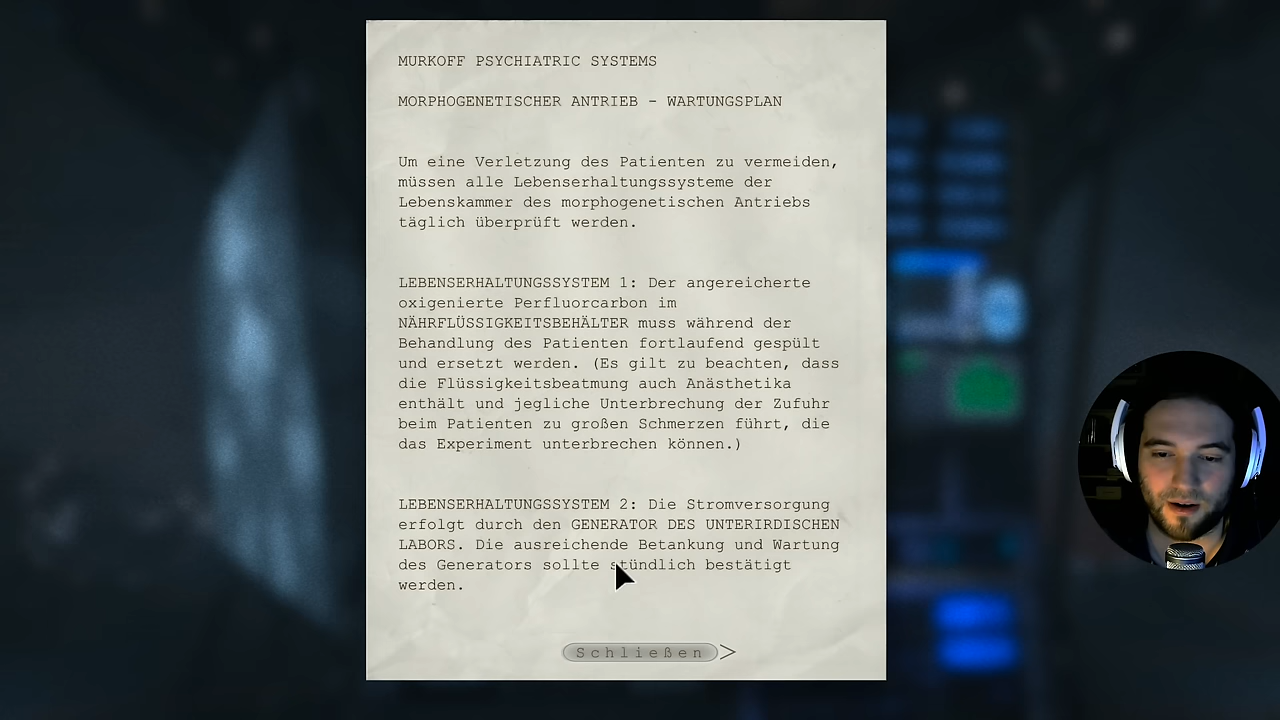 MURKOFF PSYCHIATRIC SYSTEMS
MORPHOGENETISCHER ANTRIEB - WARTUNGSPLAN
Um eine Verletzung des Patienten zu vermeiden,
müssen alle Lebenserhaltungssysteme der
Lebenskammer des morphogenetischen Antriebs
täglich überprüft werden.
LEBENSERHALTUNGSSYSTEM 1: Der angereicherte
oxigenierte Perfluorcarbon im
NÄHRFLÜSSIGKEITSBEHÄLTER muss während der
Behandlung des Patienten fortlaufend gespült
und ersetzt werden. (Es gilt zu beachten, dass
die Flüssigkeitsbeatmung auch Anästhetika
enthält und jegliche Unterbrechung der Zufuhr
beim Patienten zu großen Schmerzen führt, die
das Experiment unterbrechen können.)
LEBENSERHALTUNGSSYSTEM 2: Die Stromversorgung
erfolgt durch den GENERATOR DES UNTERIRDISCHEN
LABORS. Die ausreichende Betankung und Wartung
des Generators sollte stündlich bestätigt
werden.
Schließen >